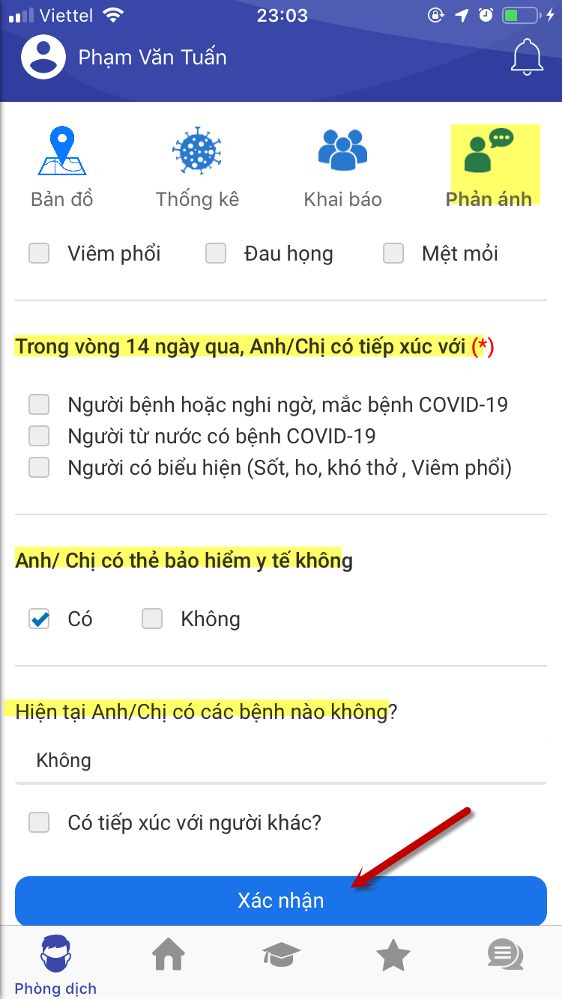 Viettel 23:03
Phạm Văn Tuấn
Bản đồ Thống kê Khai báo Phản ánh
Viêm phổi Đau họng Mệt mỏi
Trong vòng 14 ngày qua, Anh/Chị có tiếp xúc với (*)
Người bệnh hoặc nghi ngờ, mắc bệnh COVID-19
Người từ nước có bệnh COVID-19
Người có biểu hiện (Sốt, ho, khó thở , Viêm phổi)
Anh/ Chị có thẻ bảo hiểm y tế không
Có Không
Hiện tại Anh/Chị có các bệnh nào không?
Không
Có tiếp xúc với người khác?
Xác nhận
Phòng dịch